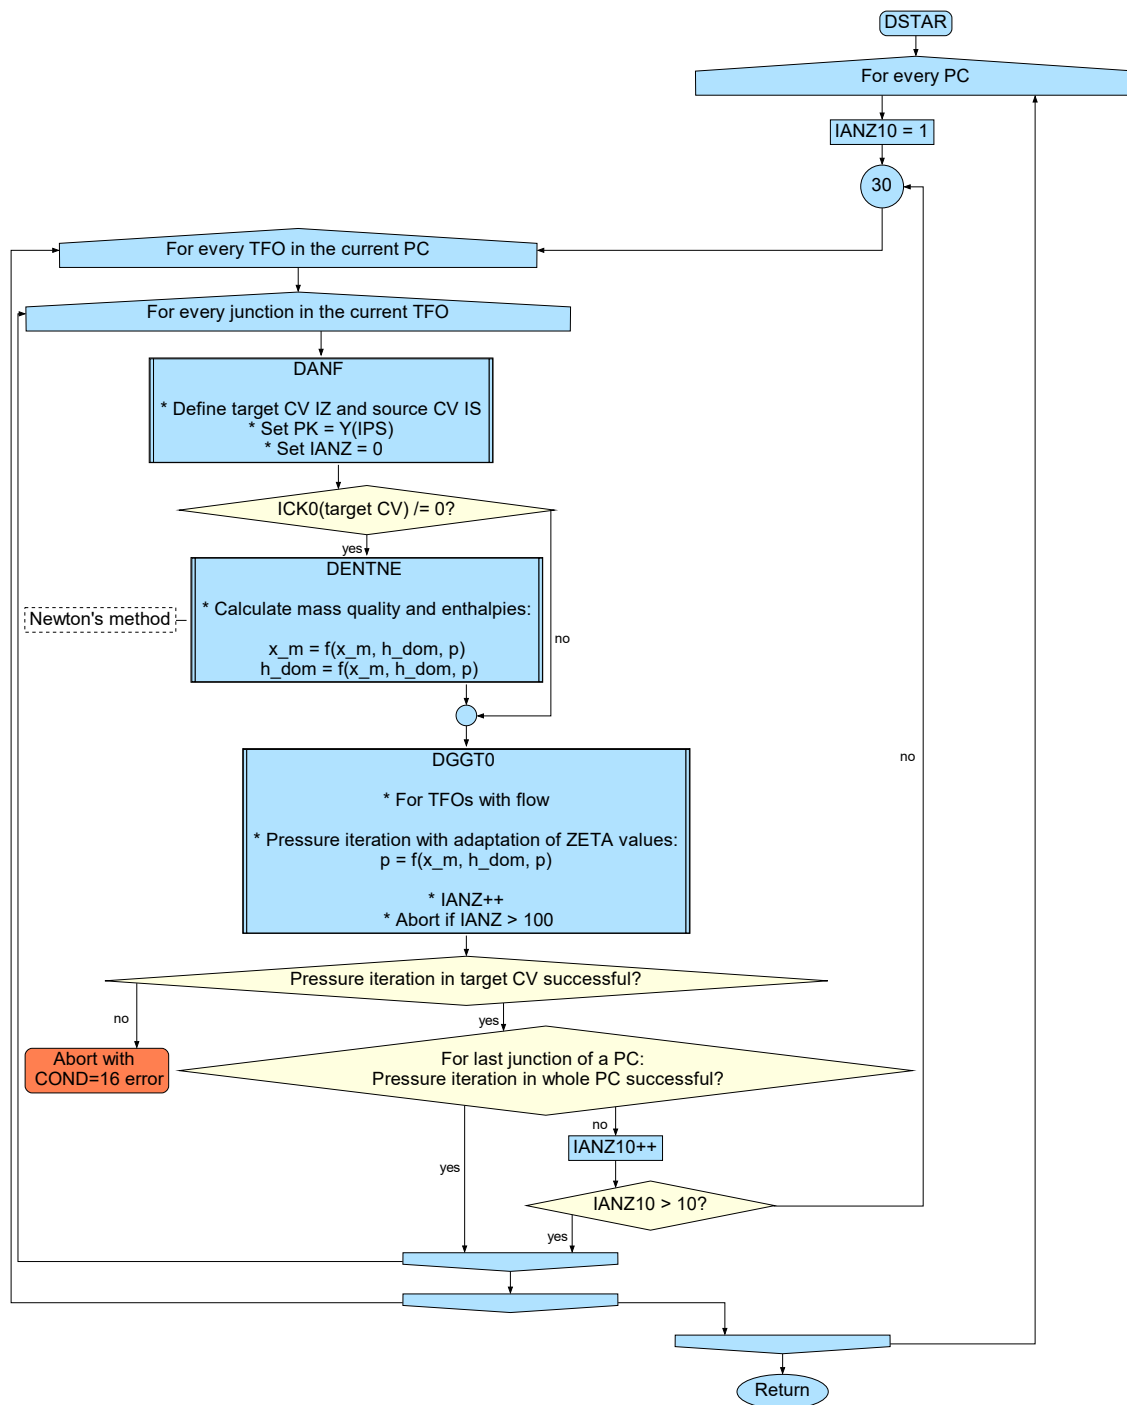 DSTAR
For every PC
IANZ10 = 1
30
For every TFO in the current PC
For every junction in the current TFO
DANF
* Define target CV IZ and source CV IS
* Set PK = Y(IPS)
* Set IANZ = 0
ICK0(target CV) /= 0?
yes
no
DENTNE
* Calculate mass quality and enthalpies:
x_m = f(x_m, h_dom, p)
h_dom = f(x_m, h_dom, p)
Newton's method
DGGT0
* For TFOs with flow
* Pressure iteration with adaptation of ZETA values:
p = f(x_m, h_dom, p)
* IANZ++
* Abort if IANZ > 100
Pressure iteration in target CV successful?
no
yes
Abort with
COND=16 error
For last junction of a PC:
Pressure iteration in whole PC successful?
no
yes
IANZ10++
IANZ10 > 10?
yes
no
Return